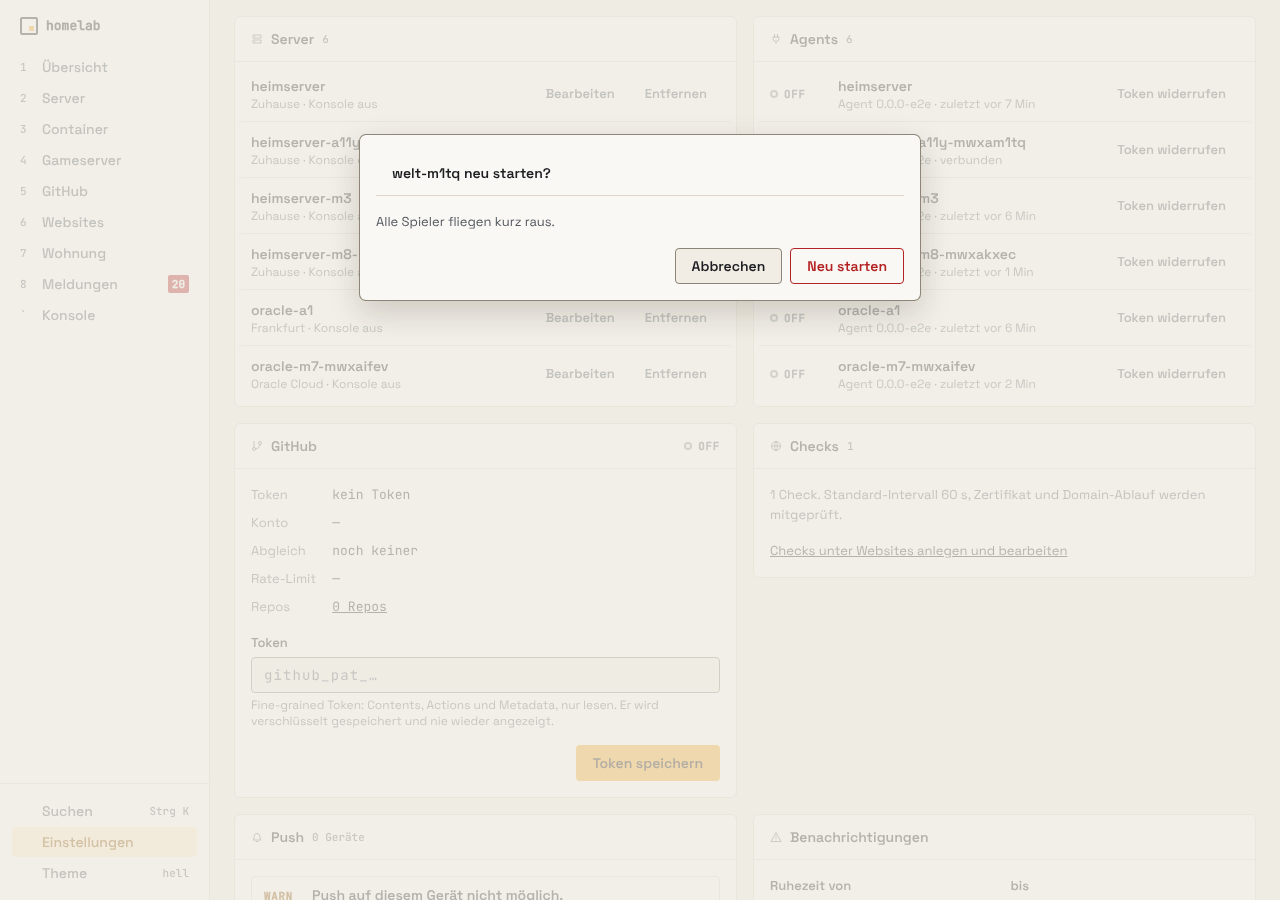 homelab
1 Übersicht
2 Server
3 Container
4 Gameserver
5 GitHub
6 Websites
7 Wohnung
8 Meldungen 20
` Konsole
Suchen Strg K
Einstellungen
Theme hell
Server 6
heimserver
Zuhause · Konsole aus
Bearbeiten Entfernen
heimserver-a11y
Zuhause · Konsole
heimserver-m3
Zuhause · Konsole
heimserver-m8-
Zuhause · Konsole
oracle-a1
Frankfurt · Konsole aus
Bearbeiten Entfernen
oracle-m7-mwxaifev
Oracle Cloud · Konsole aus
Bearbeiten Entfernen
Agents 6
OFF heimserver
Agent 0.0.0-e2e · zuletzt vor 7 Min
Token widerrufen
a11y-mwxam1tq
2e · verbunden
Token widerrufen
m3
2e · zuletzt vor 6 Min
Token widerrufen
m8-mwxakxec
2e · zuletzt vor 1 Min
Token widerrufen
OFF oracle-a1
Agent 0.0.0-e2e · zuletzt vor 6 Min
Token widerrufen
OFF oracle-m7-mwxaifev
Agent 0.0.0-e2e · zuletzt vor 2 Min
Token widerrufen
welt-m1tq neu starten?
Alle Spieler fliegen kurz raus.
Abbrechen Neu starten
GitHub OFF
Token kein Token
Konto —
Abgleich noch keiner
Rate-Limit —
Repos 0 Repos
Token
github_pat_…
Fine-grained Token: Contents, Actions und Metadata, nur lesen. Er wird
verschlüsselt gespeichert und nie wieder angezeigt.
Token speichern
Checks 1
1 Check. Standard-Intervall 60 s, Zertifikat und Domain-Ablauf werden
mitgeprüft.
Checks unter Websites anlegen und bearbeiten
Push 0 Geräte
WARN Push auf diesem Gerät nicht möglich.
Benachrichtigungen
Ruhezeit von bis